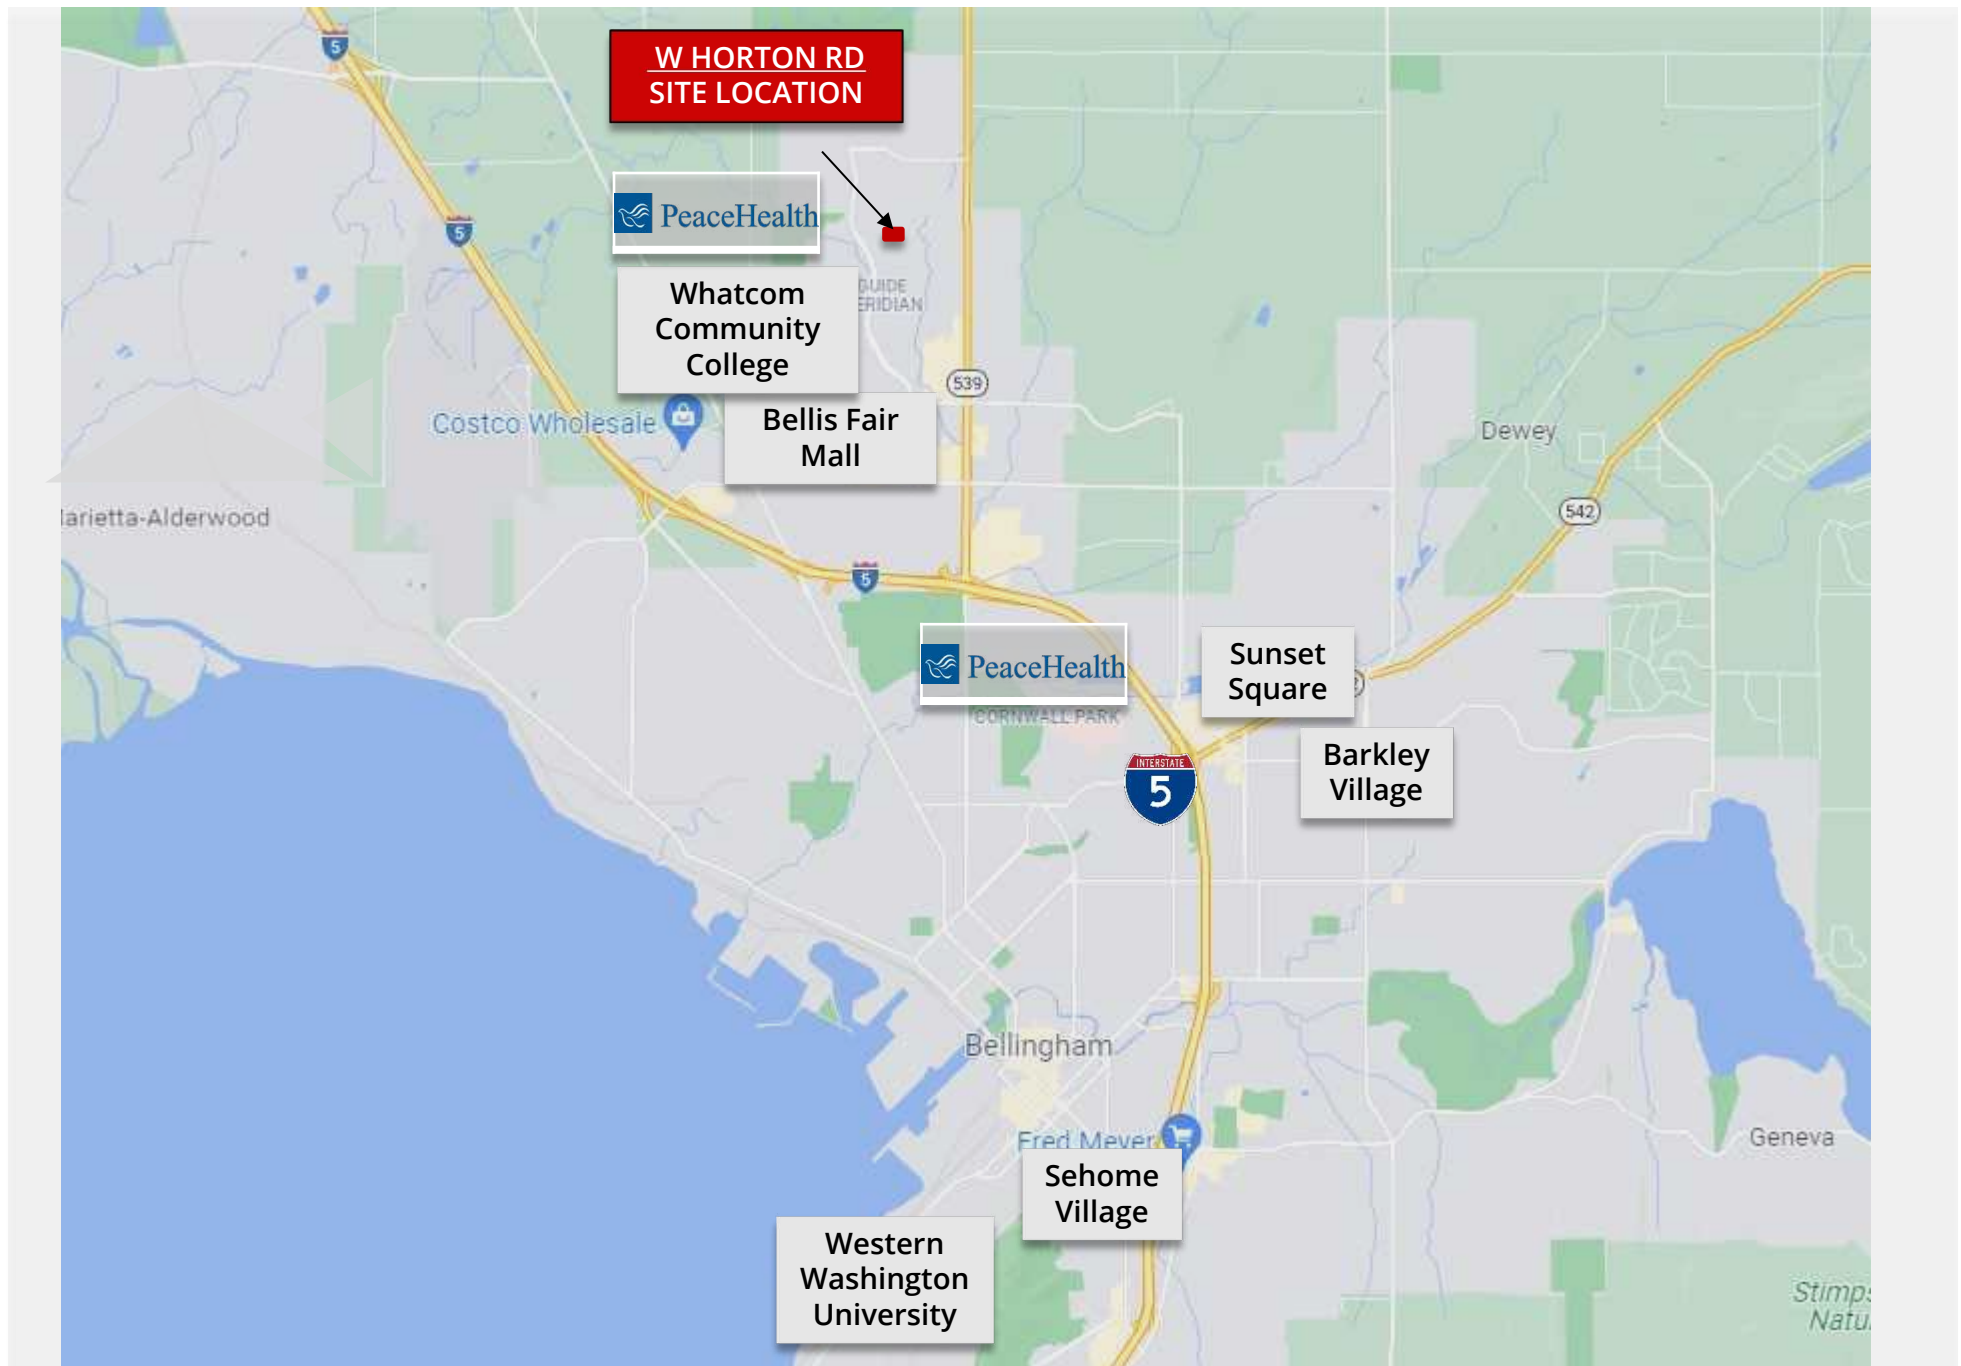 5
W HORTON RD
SITE LOCATION
PeaceHealth
5
Whatcom
Community
College
GUIDE
ERIDIAN
539
Costco Wholesale
Bellis Fair
Mall
Dewey
542
arietta-Alderwood
5
PeaceHealth
Sunset
Square
2
CORNWALL PARK
INTERSTATE
5
Barkley
Village
Bellingham
Fred Meyer
Geneva
Sehome
Village
Western
Washington
University
Stimps
Natu